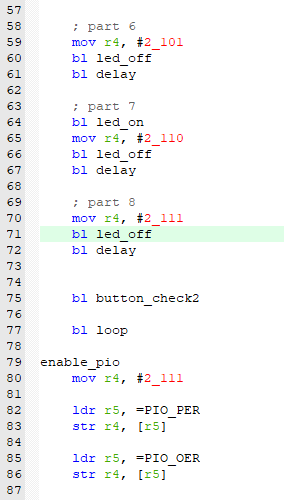 57
58 ; part 6
59 mov r4, #2_101
60 bl led_off
61 bl delay
62
63 ; part 7
64 bl led_on
65 mov r4, #2_110
66 bl led_off
67 bl delay
68
69 ; part 8
70 mov r4, #2_111
71 bl led_off
72 bl delay
73
74
75 bl button_check2
76
77 bl loop
78
79 enable_pio
80 mov r4, #2_111
81
82 ldr r5, =PIO_PER
83 str r4, [r5]
84
85 ldr r5, =PIO_OER
86 str r4, [r5]
87